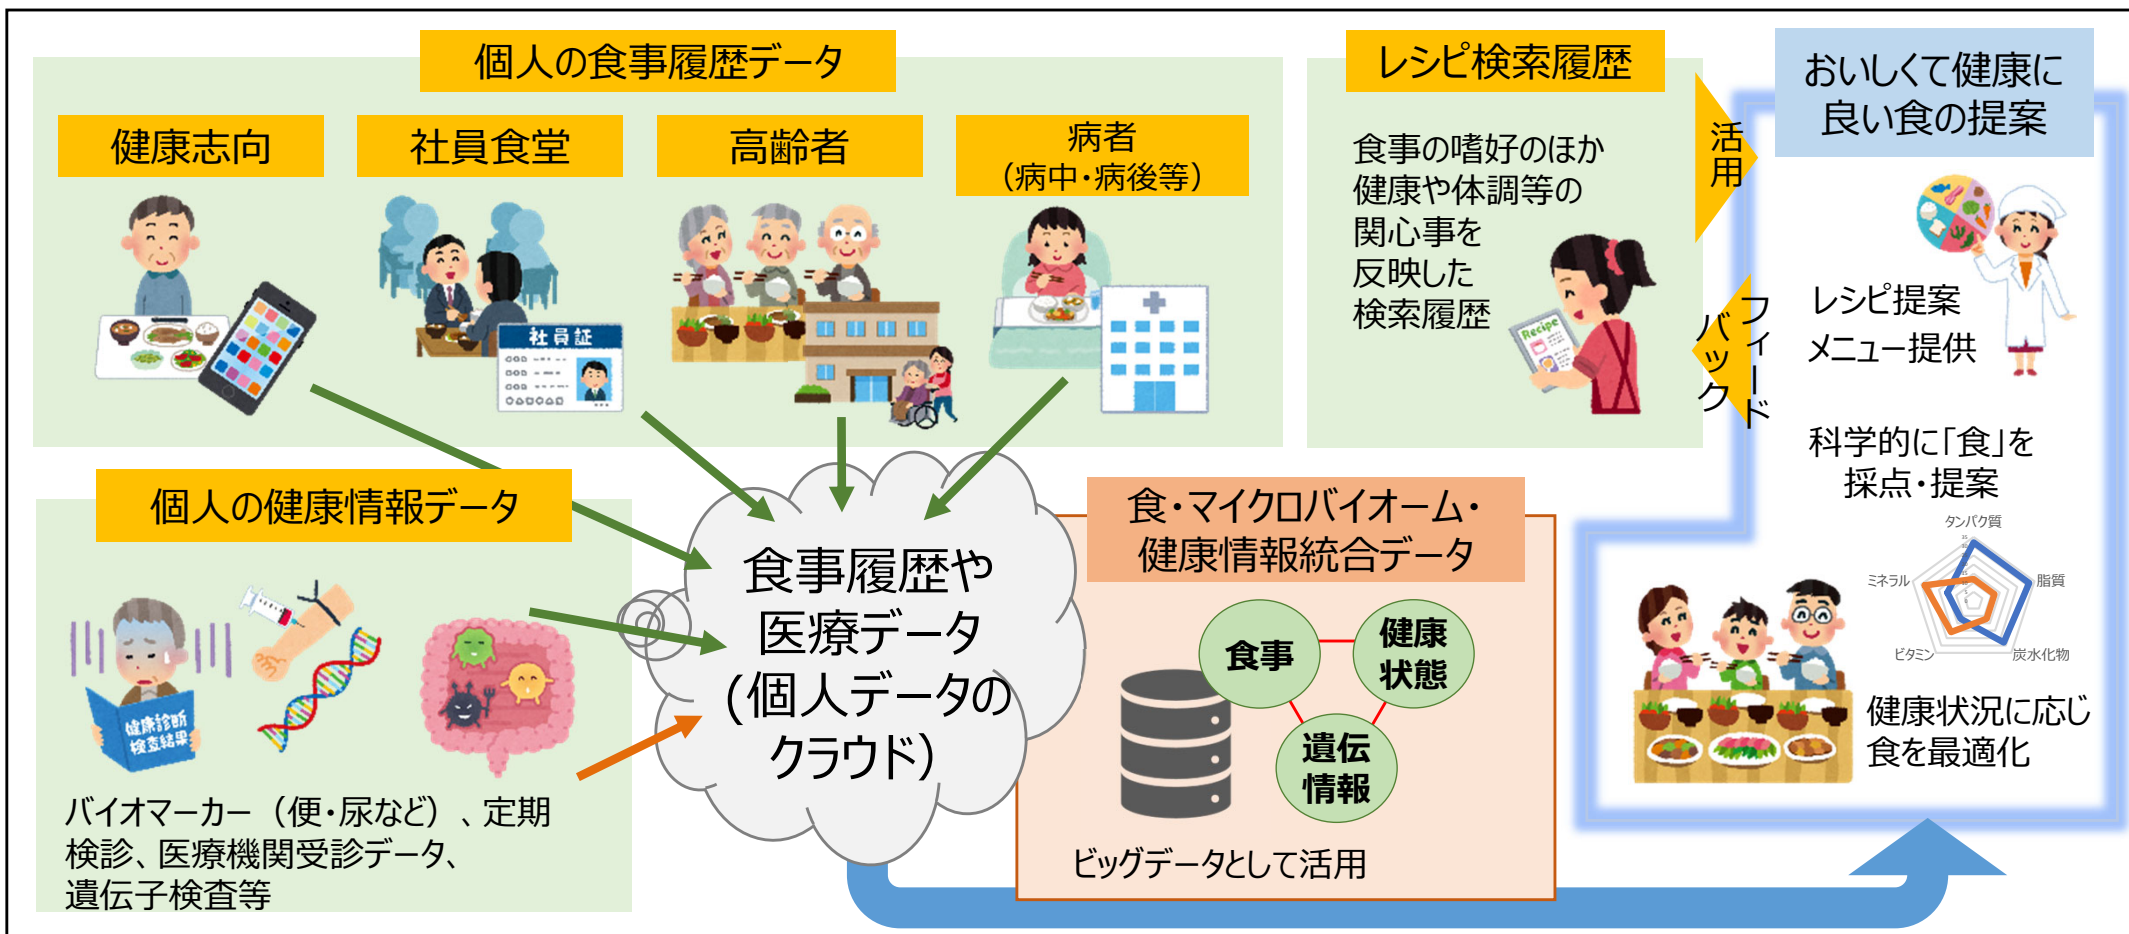 個人の食事履歴データ
健康志向
社員食堂
高齢者
病者
（病中・病後等）
社員証
レシピ検索履歴
食事の嗜好のほか
健康や体調等の
関心事を
反映した
検索履歴
Recipe
活用
フィード
バック
おいしくて健康に
良い食の提案
レシピ提案
メニュー提供
科学的に「食」を
採点・提案
タンパク質
脂質
炭水化物
ビタミン
ミネラル
健康状況に応じ
食を最適化
個人の健康情報データ
健康診断
検査結果
バイオマーカー（便・尿など）、定期
検診、医療機関受診データ、
遺伝子検査等
食事履歴や
医療データ
(個人データの
クラウド)
食・マイクロバイオーム・
健康情報統合データ
食事
健康
状態
遺伝
情報
ビッグデータとして活用